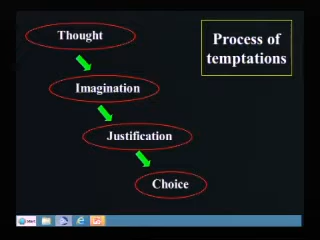 Thought
Process of
temptations
Imagination
Justification
Choice